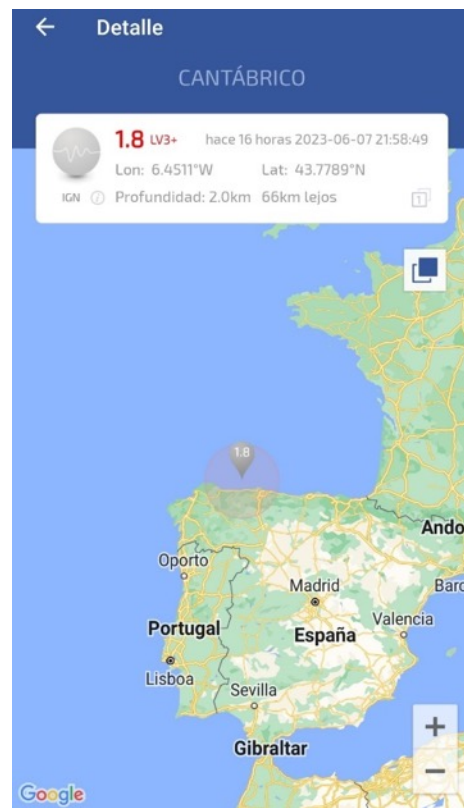 Detalle
CANTÁBRICO
1.8 LV3+ hace 16 horas 2023-06-07 21:58:49
Lon: 6.4511°W Lat: 43.7789°N
IGN Profundidad: 2.0km 66km lejos 1
1.8
Ando
Oporto
Madrid
Barc
Valencia
Portugal
España
Lisboa
Sevilla
Gibraltar
Google